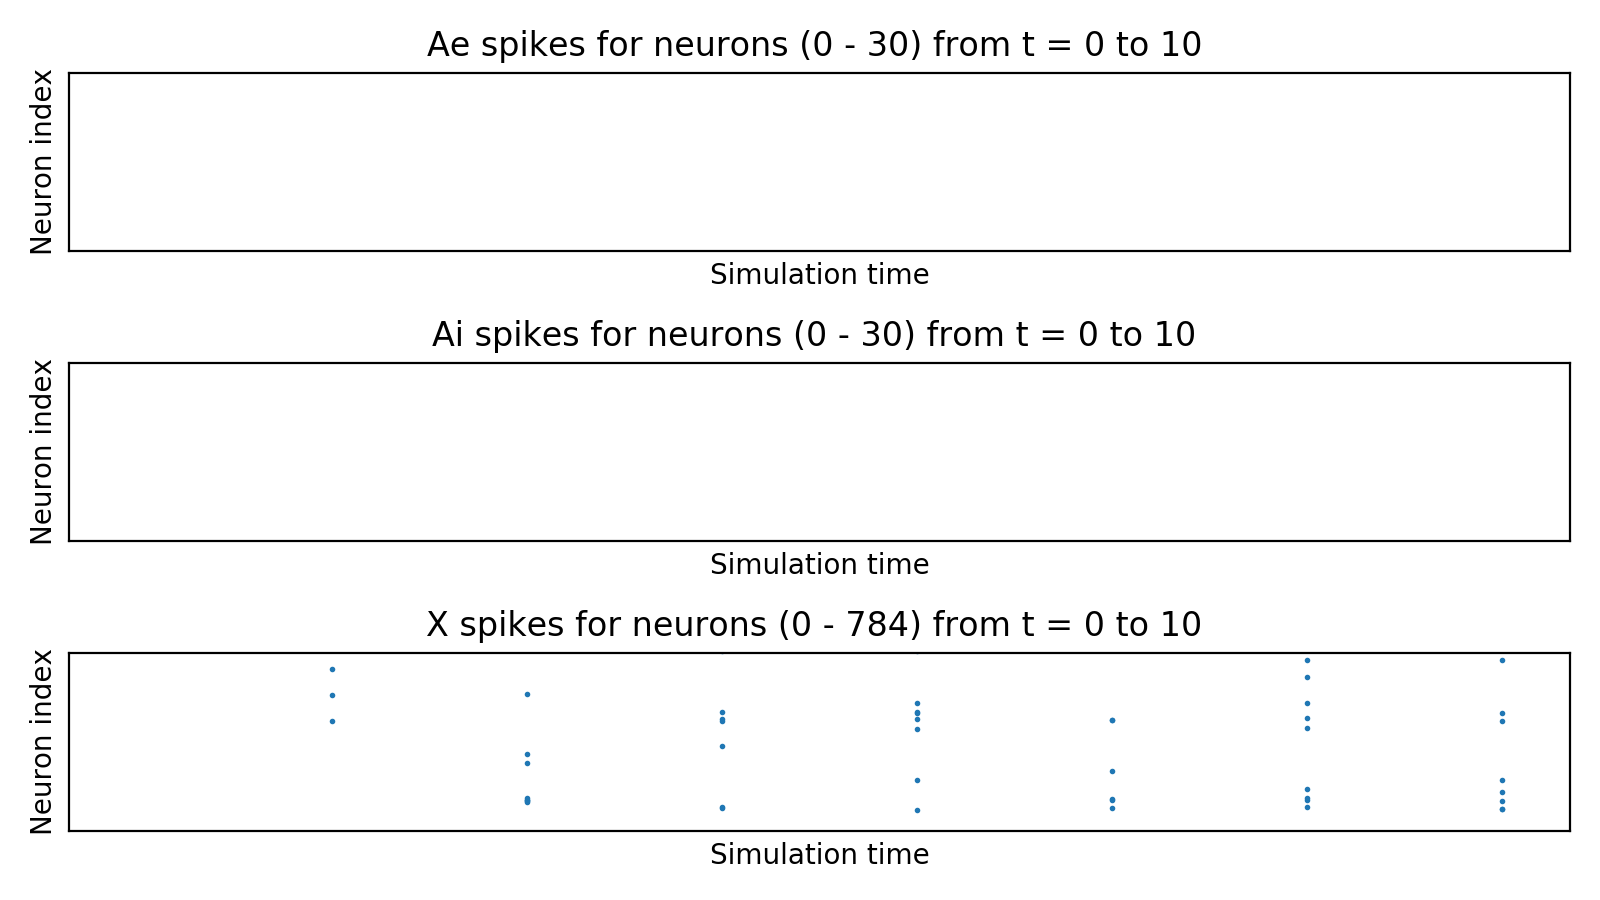 Ae spikes for neurons (0 - 30) from t = 0 to 10
Neuron index
Simulation time
Ai spikes for neurons (0 - 30) from t = 0 to 10
Neuron index
Simulation time
X spikes for neurons (0 - 784) from t = 0 to 10
Neuron index
Simulation time